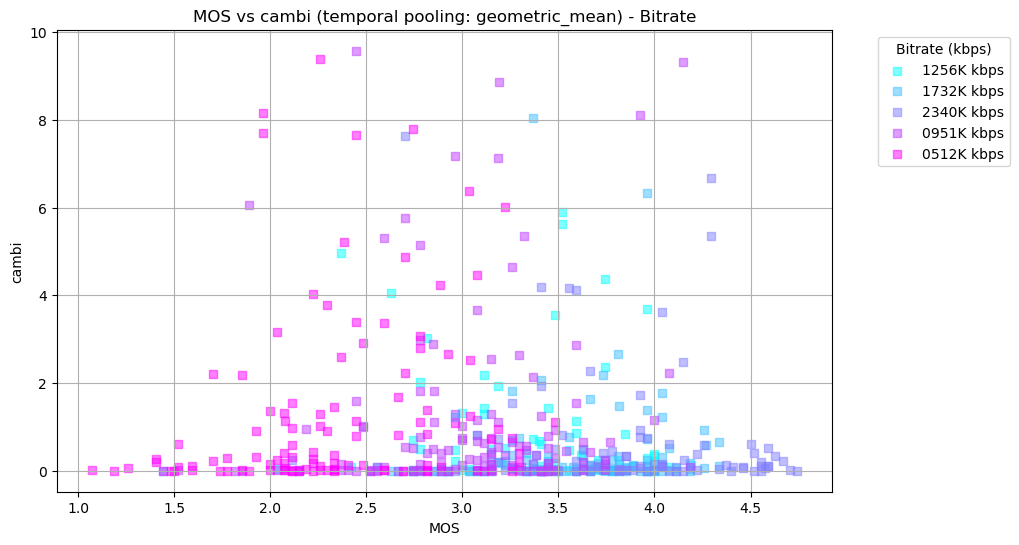 MOS vs cambi (temporal pooling: geometric_mean) - Bitrate
10
8
6
4
2
0
cambi
1.0 1.5 2.0 2.5 3.0 3.5 4.0 4.5
MOS
Bitrate (kbps)
1256K kbps
1732K kbps
2340K kbps
0951K kbps
0512K kbps